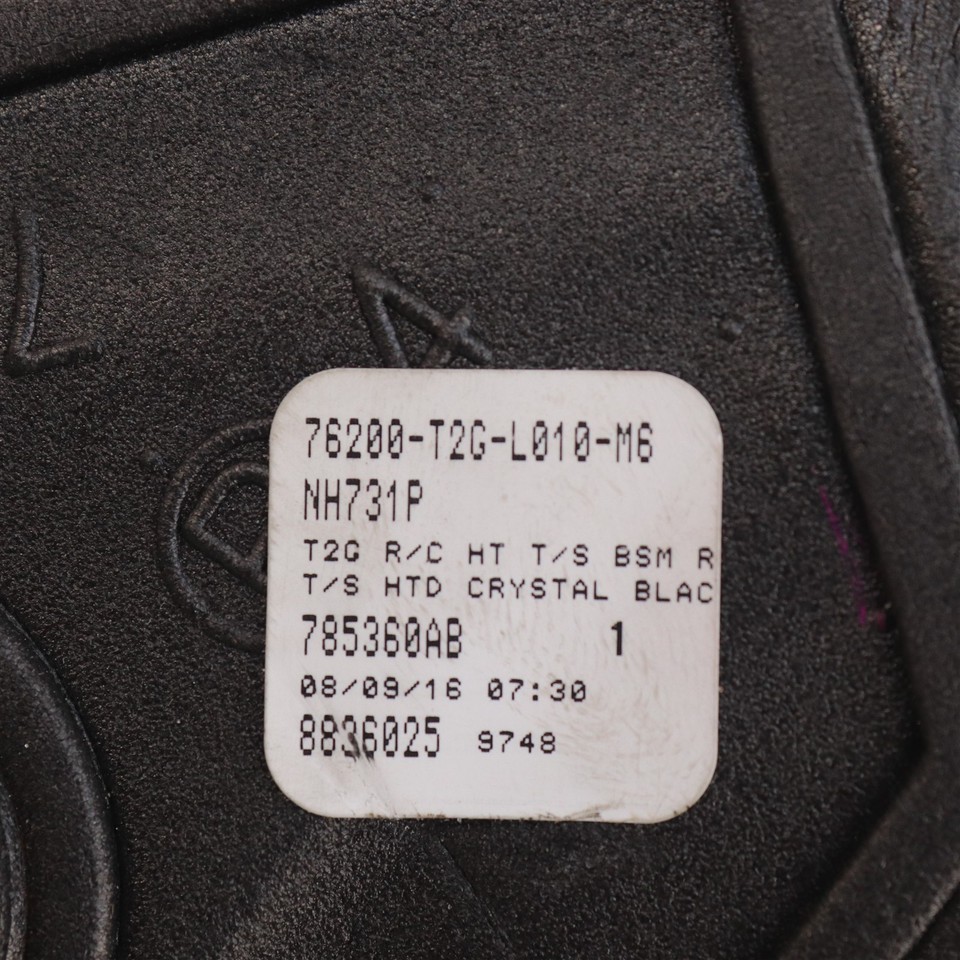 4
76200-T2G-L010-M6
NH731P
T2G R/C HT T/S BSM R
T/S HTD CRYSTAL BLAC
785360AB 1
08/09/16 07:30
8836025 9748